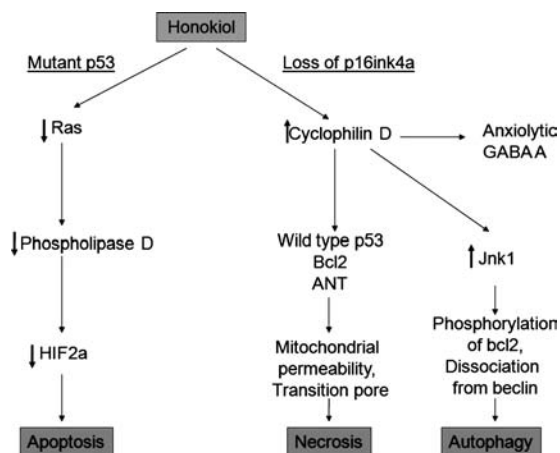 Honokiol
Mutant p53
Loss of p16ink4a
Ras
Cyclophilin D
Anxiolytic
GABA A
Phospholipase D
Wild type p53
Bcl2
ANT
Jnk1
HIF2a
Mitochondrial
permeability,
Transition pore
Phosphorylation
of bcl2,
Dissociation
from beclin
Apoptosis
Necrosis
Autophagy